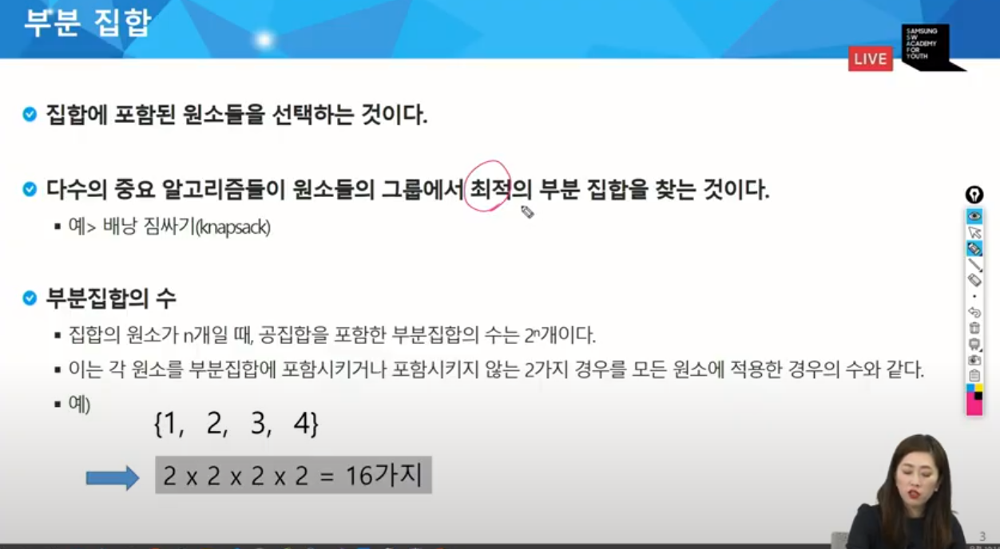 부분 집합
SAMSUNG
SW
ACADEMY
FOR
YOUTH
LIVE
집합에 포함된 원소들을 선택하는 것이다.
다수의 중요 알고리즘들이 원소들의 그룹에서 최적의 부분 집합을 찾는 것이다.
예> 배낭 짐싸기(knapsack)
부분집합의 수
집합의 원소가 n개일 때, 공집합을 포함한 부분집합의 수는 2ⁿ개이다.
이는 각 원소를 부분집합에 포함시키거나 포함시키지 않는 2가지 경우를 모든 원소에 적용한 경우의 수와 같다.
예)
{1, 2, 3, 4}
2 x 2 x 2 x 2 = 16가지
3